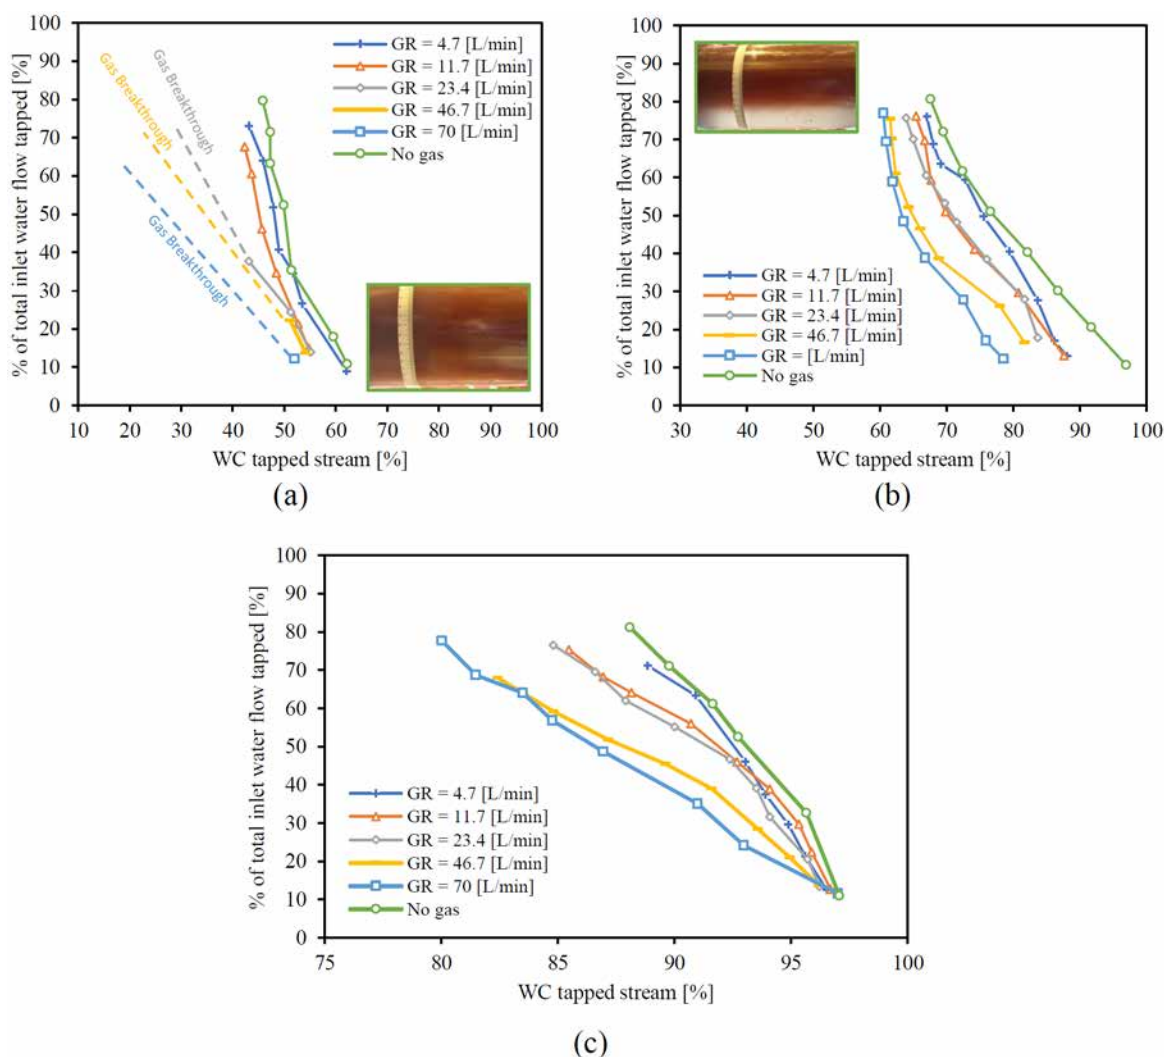 (a)
% of total inlet water flow tapped [%]
100
90
80
70
60
50
40
30
20
10
0
Gas Breakthrough
Gas Breakthrough
Gas Breakthrough
GR = 4.7 [L/min]
GR = 11.7 [L/min]
GR = 23.4 [L/min]
GR = 46.7 [L/min]
GR = 70 [L/min]
No gas
10 20 30 40 50 60 70 80 90 100
WC tapped stream [%]
(a)
(b)
% of total inlet water flow tapped [%]
100
90
80
70
60
50
40
30
20
10
0
GR = 4.7 [L/min]
GR = 11.7 [L/min]
GR = 23.4 [L/min]
GR = 46.7 [L/min]
GR = [L/min]
No gas
30 40 50 60 70 80 90 100
WC tapped stream [%]
(b)
% of total inlet water flow tapped [%]
100
90
80
70
60
50
40
30
20
10
0
GR = 4.7 [L/min]
GR = 11.7 [L/min]
GR = 23.4 [L/min]
GR = 46.7 [L/min]
GR = 70 [L/min]
No gas
75 80 85 90 95 100
WC tapped stream [%]
(c)